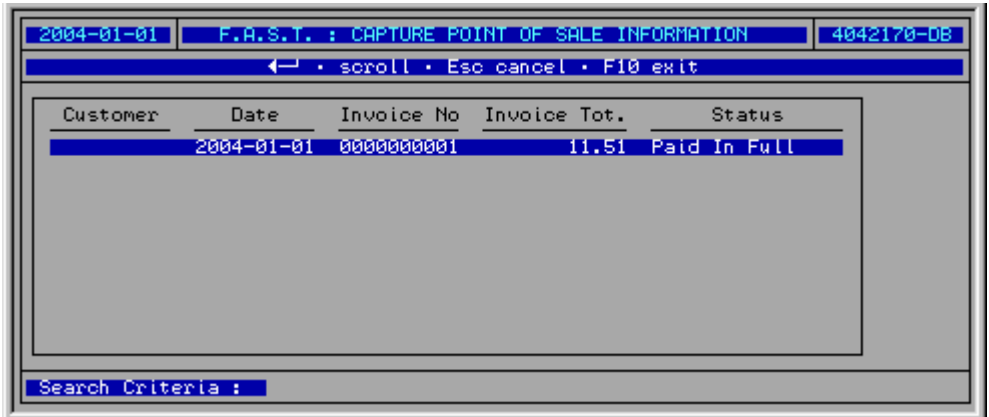 2004-01-01 F.A.S.T. : CAPTURE POINT OF SALE INFORMATION 4042170-DB
◄─┘ · scroll · Esc cancel · F10 exit
Customer Date Invoice No Invoice Tot. Status
2004-01-01 0000000001 11.51 Paid In Full
Search Criteria :